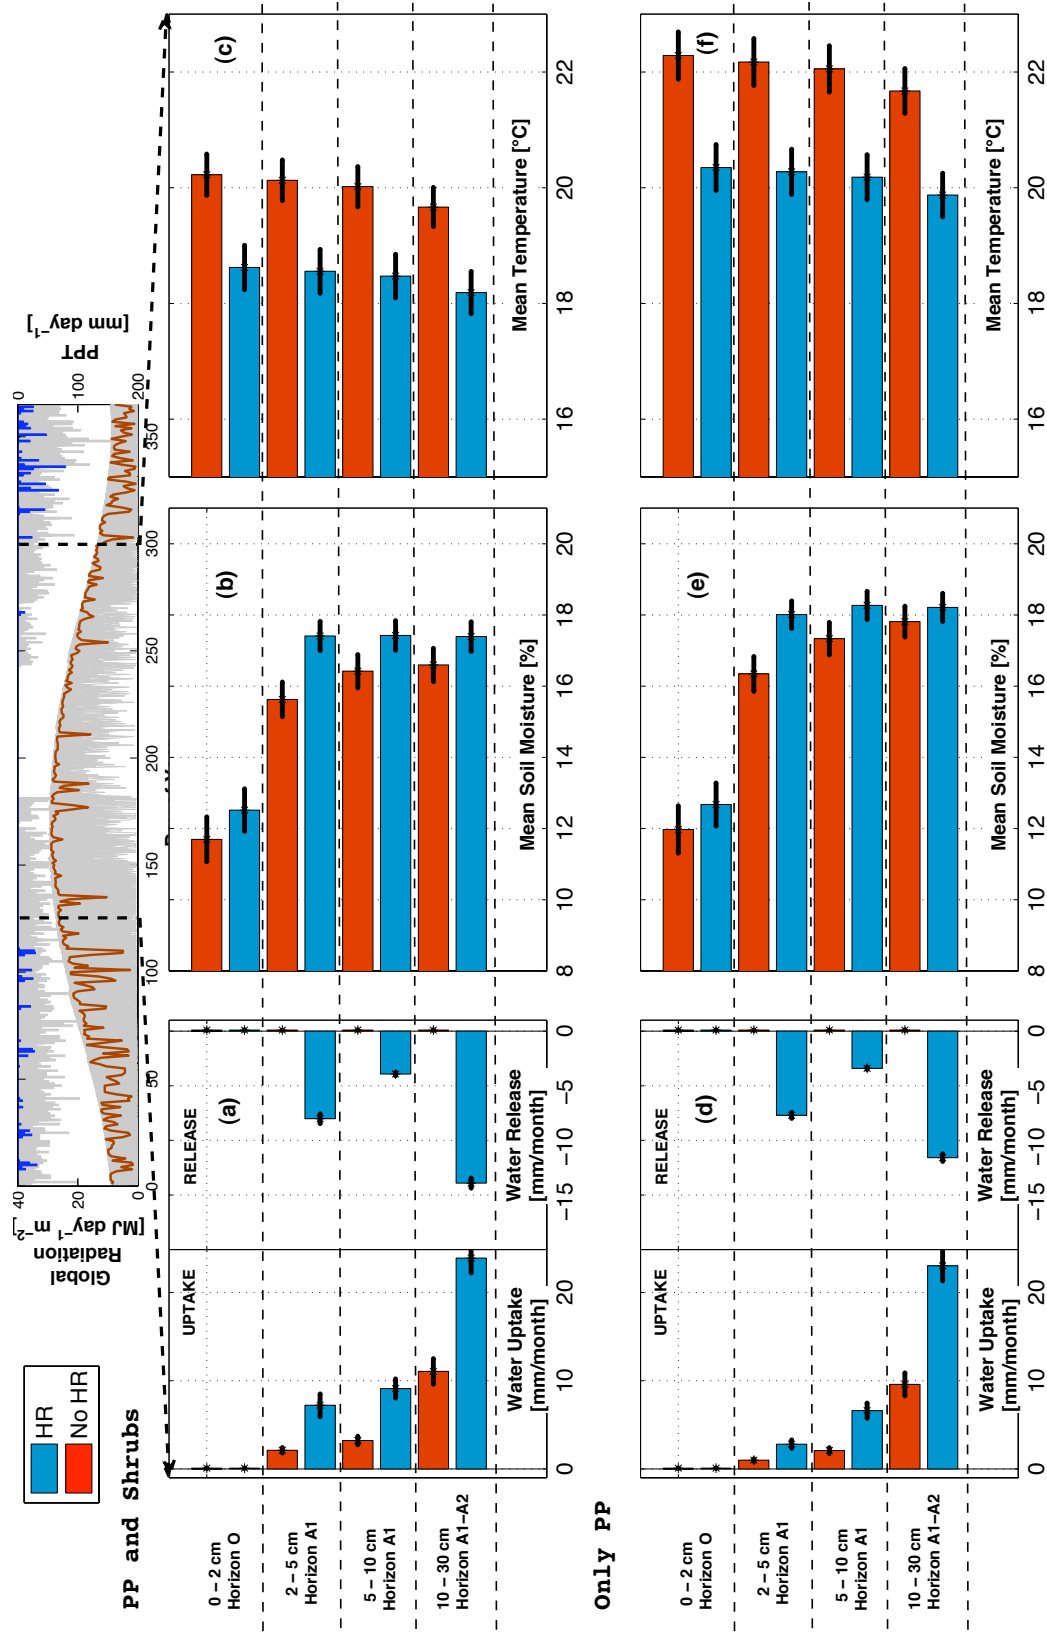 HR
No HR
Global
Radiation
[MJ day⁻¹ m⁻²]
40
20
0
0
50
100
150
200
250
300
350
0
100
200
PPT
[mm day⁻¹]
PP and Shrubs
0 – 2 cm
Horizon O
2 – 5 cm
Horizon A1
5 – 10 cm
Horizon A1
10 – 30 cm
Horizon A1–A2
UPTAKE
RELEASE
(a)
0
10
20
Water Uptake
[mm/month]
−15
−10
−5
0
Water Release
[mm/month]
(b)
8
10
12
14
16
18
20
Mean Soil Moisture [%]
(c)
16
18
20
22
Mean Temperature [°C]
Only PP
0 – 2 cm
Horizon O
2 – 5 cm
Horizon A1
5 – 10 cm
Horizon A1
10 – 30 cm
Horizon A1–A2
UPTAKE
RELEASE
(d)
0
10
20
Water Uptake
[mm/month]
−15
−10
−5
0
Water Release
[mm/month]
(e)
8
10
12
14
16
18
20
Mean Soil Moisture [%]
(f)
16
18
20
22
Mean Temperature [°C]